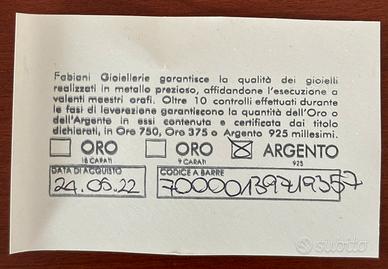 Fabiani Gioiellerie garantisce la qualità dei gioielli
realizzati in metallo prezioso, affidandone l'esecuzione a
valenti maestri orafi. Oltre 10 controlli effettuati durante
le fasi di lavorazione garantiscono la quantità dell'Oro o
dell'Argento in essi contenuta e certificata dai titolo
dichiarati, in Oro 750, Oro 375 o Argento 925 millesimi.
ORO ORO ARGENTO
18 CARATI 9 CARATI 925
DATA DI ACQUISTO CODICE A BARRE
24.05.22 70000139719357
subito